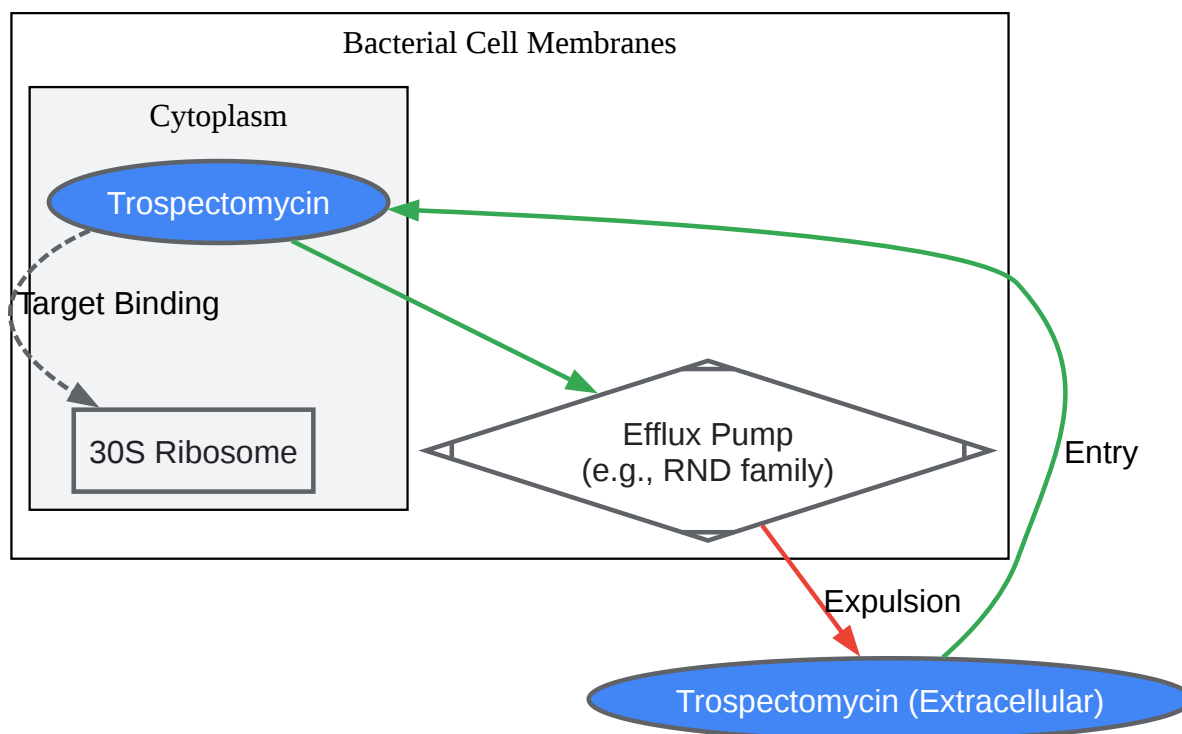 Bacterial Cell Membranes
Cytoplasm
Trospectomycin
Target Binding
30S Ribosome
Efflux Pump
(e.g., RND family)
Entry
Expulsion
Trospectomycin (Extracellular)